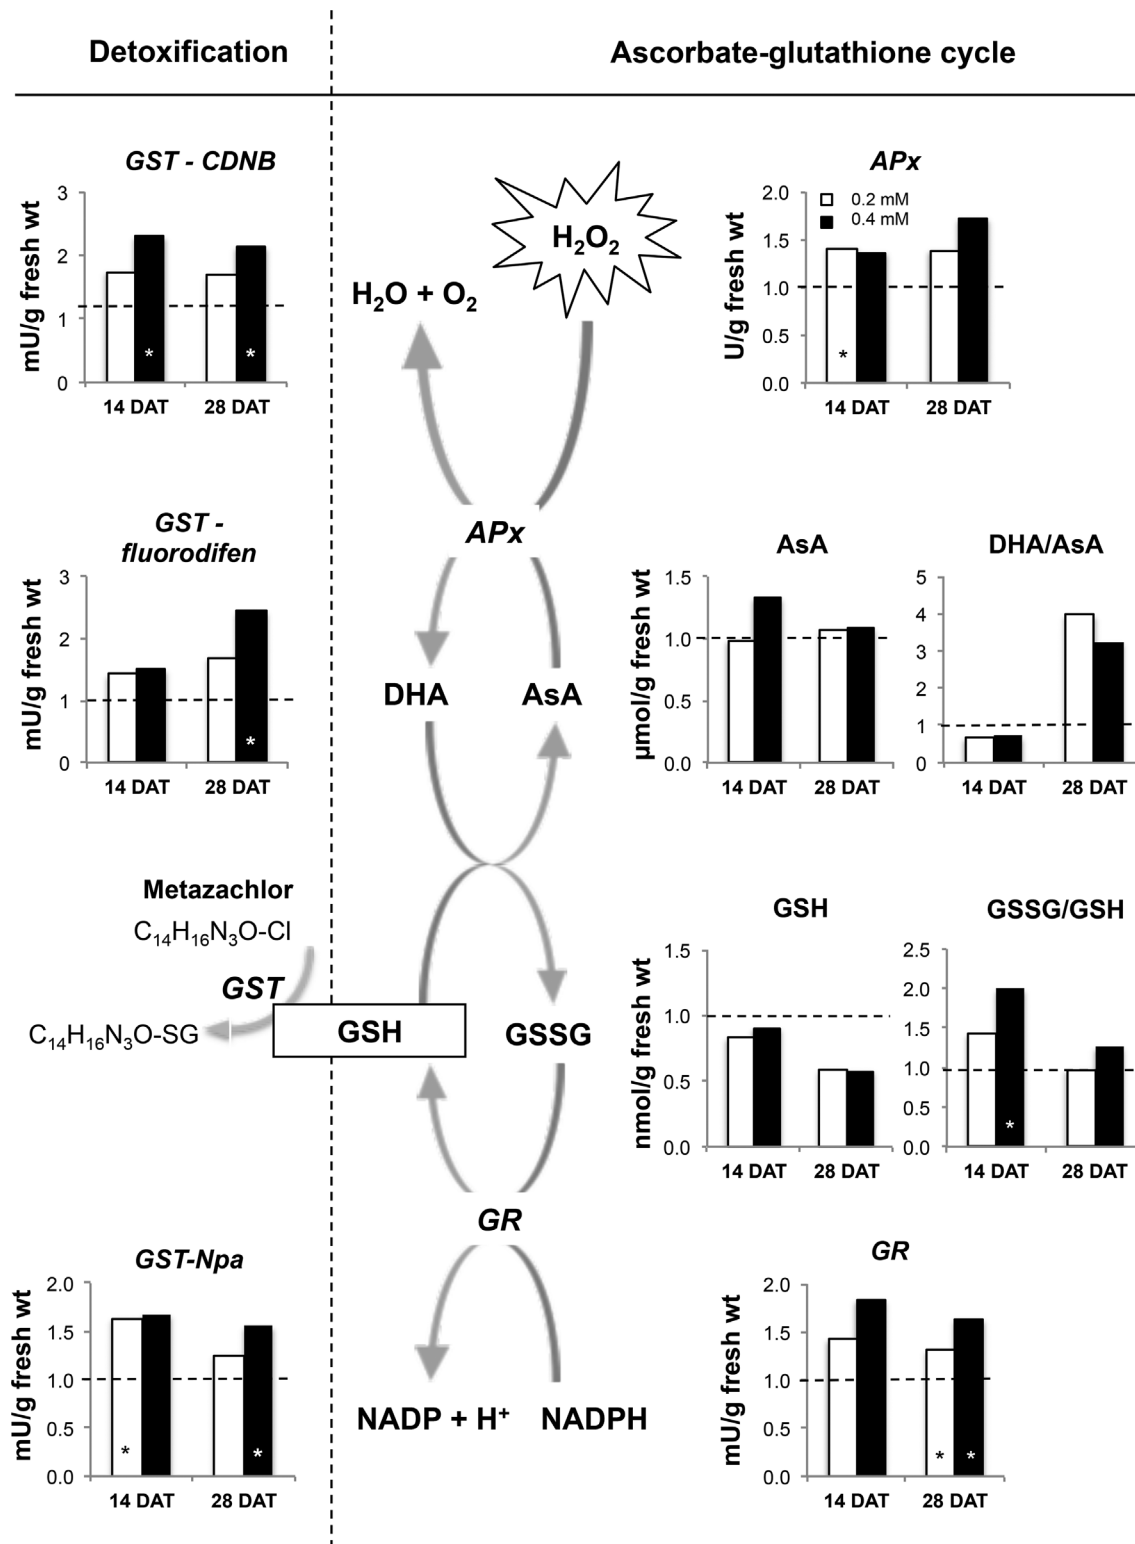 Detoxification
Ascorbate-glutathione cycle
GST - CDNB
mU/g fresh wt
3
2
1
0
14 DAT
28 DAT
*
*
H₂O₂
H₂O + O₂
APx
U/g fresh wt
2.0
1.5
1.0
0.5
0.0
0.2 mM
0.4 mM
*
14 DAT
28 DAT
GST -
fluorodifen
mU/g fresh wt
3
2
1
0
*
14 DAT
28 DAT
APx
DHA
AsA
AsA
µmol/g fresh wt
1.5
1.0
0.5
0.0
14 DAT
28 DAT
DHA/AsA
5
4
3
2
1
0
14 DAT
28 DAT
Metazachlor
C₁₄H₁₆N₃O-Cl
GST
C₁₄H₁₆N₃O-SG
GSH
GSSG
GSH
nmol/g fresh wt
1.5
1.0
0.5
0.0
14 DAT
28 DAT
GSSG/GSH
2.5
2.0
1.5
1.0
0.5
0.0
*
14 DAT
28 DAT
GST-Npa
mU/g fresh wt
2.0
1.5
1.0
0.5
0.0
*
*
14 DAT
28 DAT
GR
NADP + H⁺
NADPH
GR
mU/g fresh wt
2.0
1.5
1.0
0.5
0.0
*
*
14 DAT
28 DAT